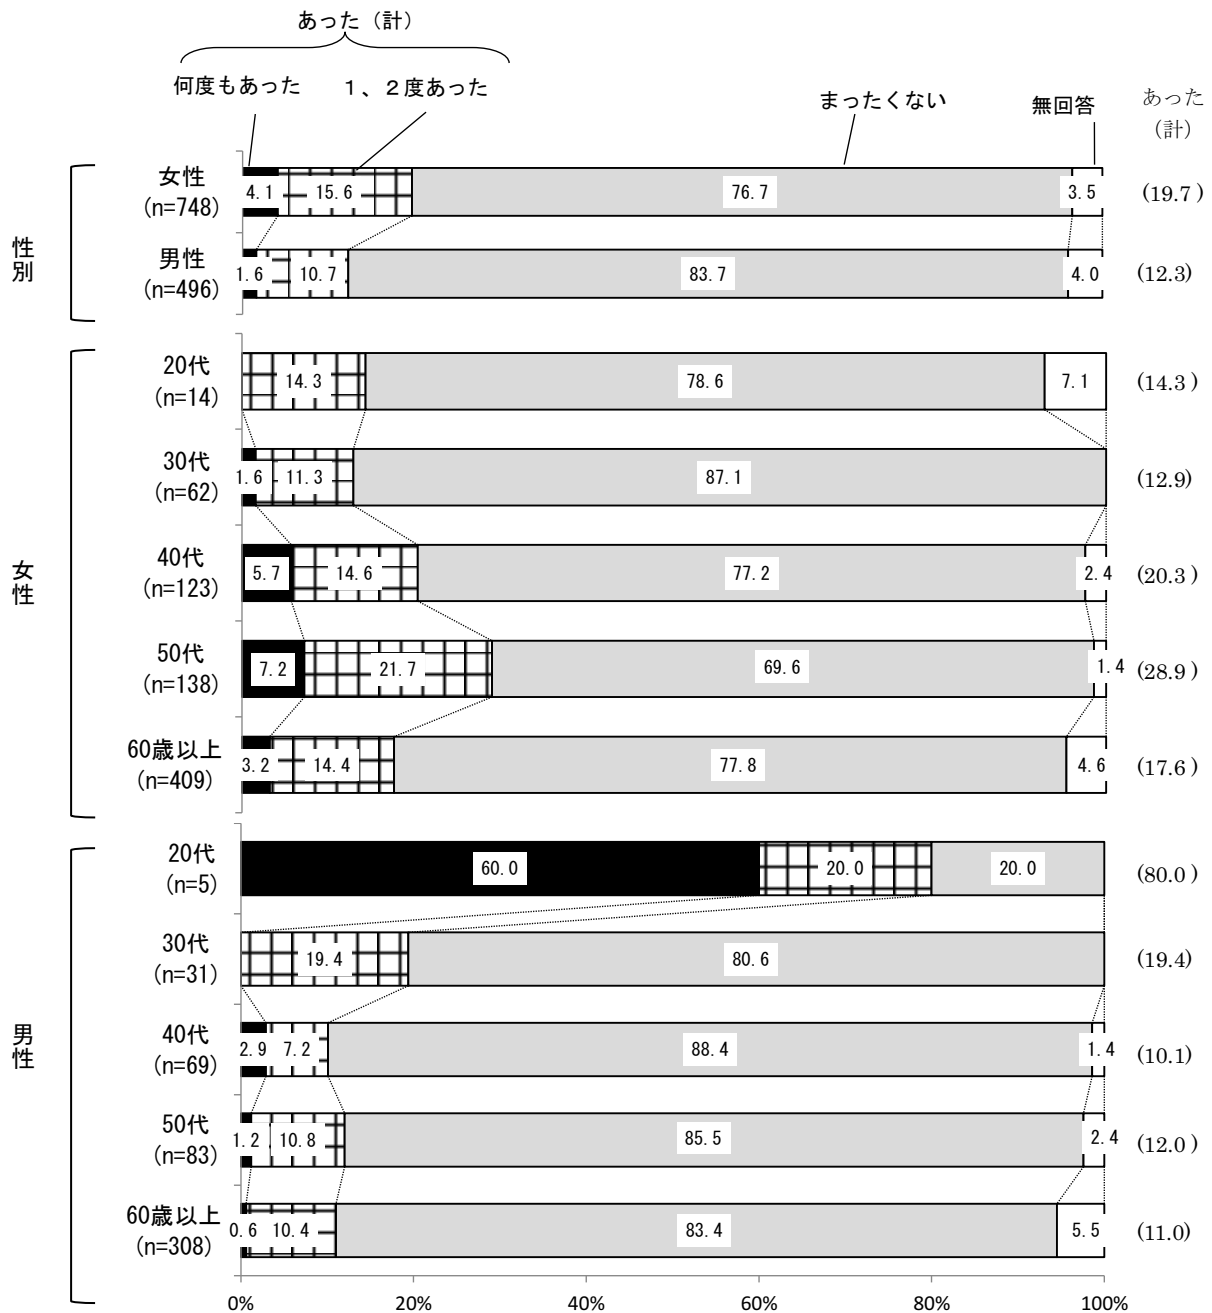 あった（計）
何度もあった　１、２度あった
まったくない
無回答
あった
（計）
性別
女性
(n=748)
4.1 15.6 76.7 3.5 (19.7)
男性
(n=496)
1.6 10.7 83.7 4.0 (12.3)
女性
20代
(n=14)
14.3 78.6 7.1 (14.3)
30代
(n=62)
1.6 11.3 87.1 (12.9)
40代
(n=123)
5.7 14.6 77.2 2.4 (20.3)
50代
(n=138)
7.2 21.7 69.6 1.4 (28.9)
60歳以上
(n=409)
3.2 14.4 77.8 4.6 (17.6)
男性
20代
(n=5)
60.0 20.0 20.0 (80.0)
30代
(n=31)
19.4 80.6 (19.4)
40代
(n=69)
2.9 7.2 88.4 1.4 (10.1)
50代
(n=83)
1.2 10.8 85.5 2.4 (12.0)
60歳以上
(n=308)
0.6 10.4 83.4 5.5 (11.0)
0% 20% 40% 60% 80% 100%